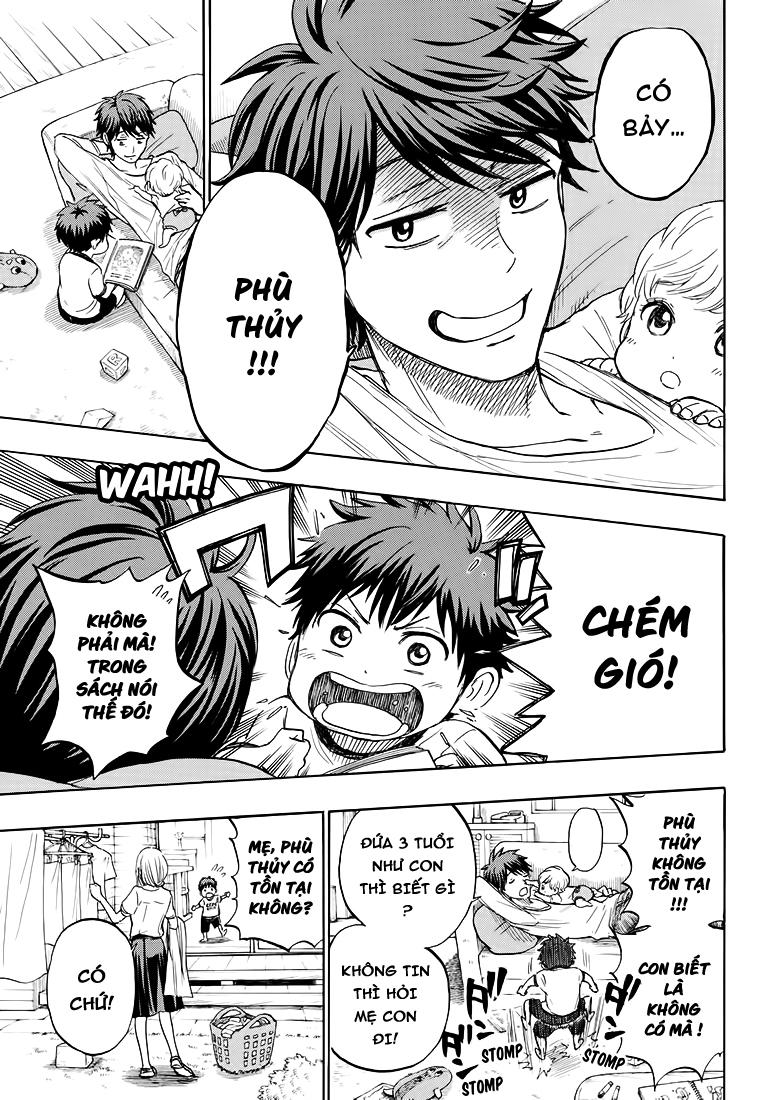 CÓ
BẢY...
PHÙ
THỦY
!!!
WAHH!
ワ
CHÉM
GIÓ!
KHÔNG
PHẢI MÀ!
TRONG
SÁCH NÓI
THẾ ĐÓ!
PHÙ
THỦY
KHÔNG
TỒN TẠI
!!!
CON BIẾT
LÀ
KHÔNG
CÓ MÀ !
ĐỨA 3 TUỔI
NHƯ CON
THÌ BIẾT GÌ
?
KHÔNG TIN
THÌ HỎI
MẸ CON
ĐI!
STOMP
STOMP
STOMP
MẸ, PHÙ
THỦY CÓ
TỒN TẠI
KHÔNG?
CÓ
CHỨ!